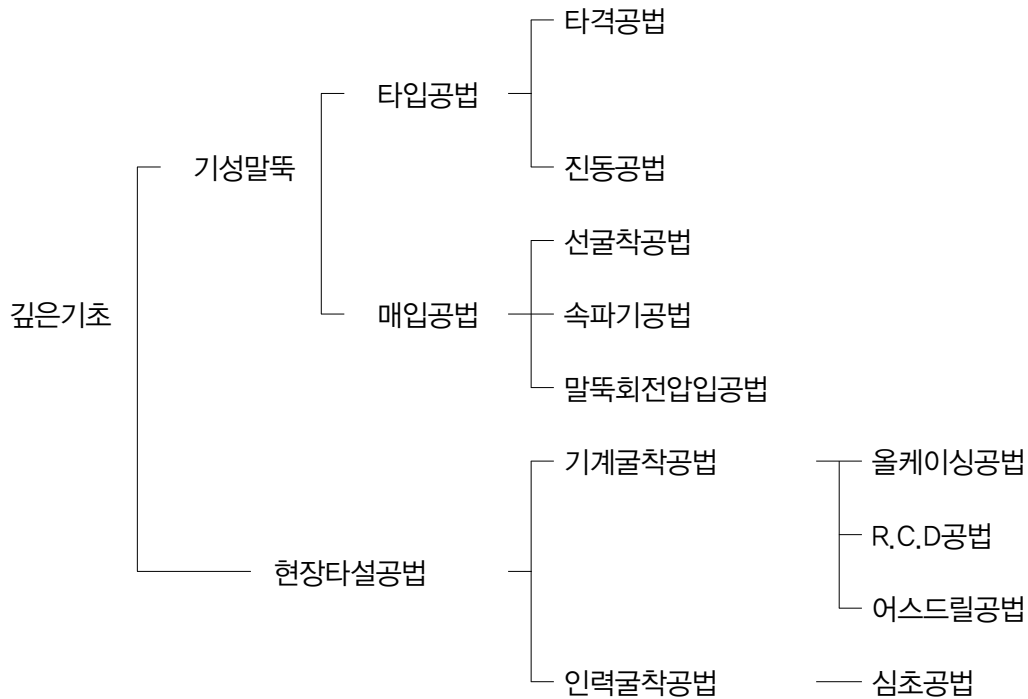 타격공법
타입공법
진동공법
기성말뚝
선굴착공법
깊은기초
매입공법
속파기공법
말뚝회전압입공법
기계굴착공법
올케이싱공법
R.C.D공법
현장타설공법
어스드릴공법
인력굴착공법
심초공법